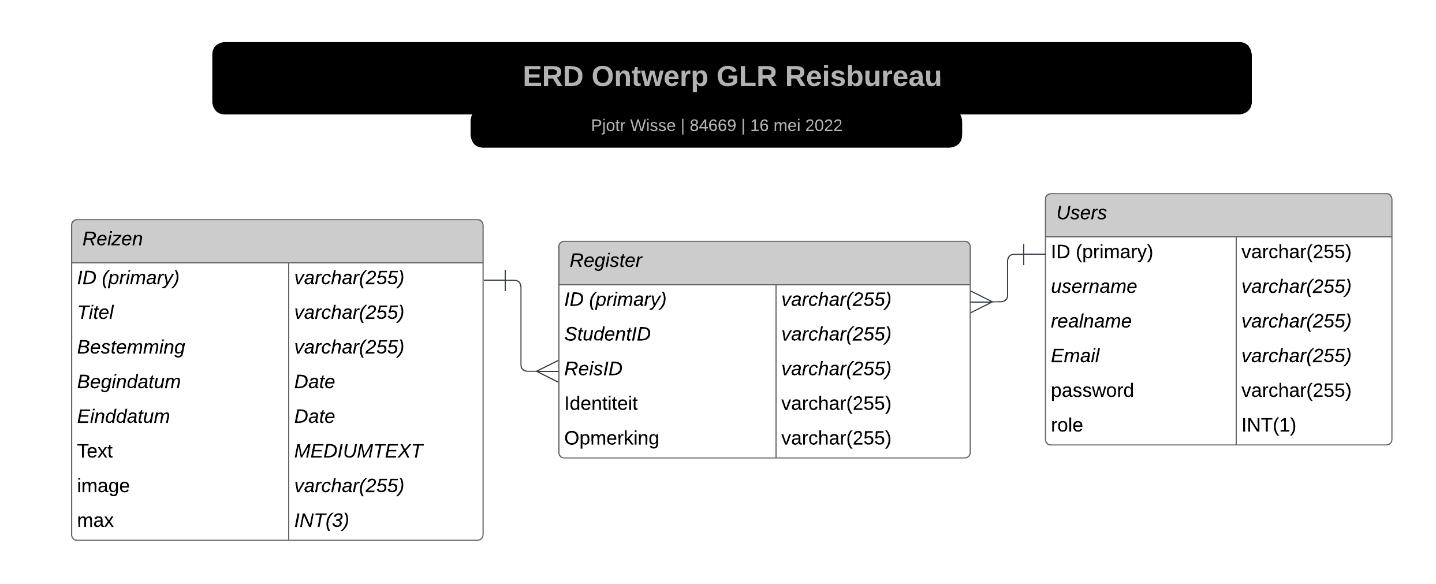 ERD Ontwerp GLR Reisbureau
Pjotr Wisse | 84669 | 16 mei 2022
Reizen
ID (primary) varchar(255)
Titel varchar(255)
Bestemming varchar(255)
Begindatum Date
Einddatum Date
Text MEDIUMTEXT
image varchar(255)
max INT(3)
Register
ID (primary) varchar(255)
StudentID varchar(255)
ReisID varchar(255)
Identiteit varchar(255)
Opmerking varchar(255)
Users
ID (primary) varchar(255)
username varchar(255)
realname varchar(255)
Email varchar(255)
password varchar(255)
role INT(1)